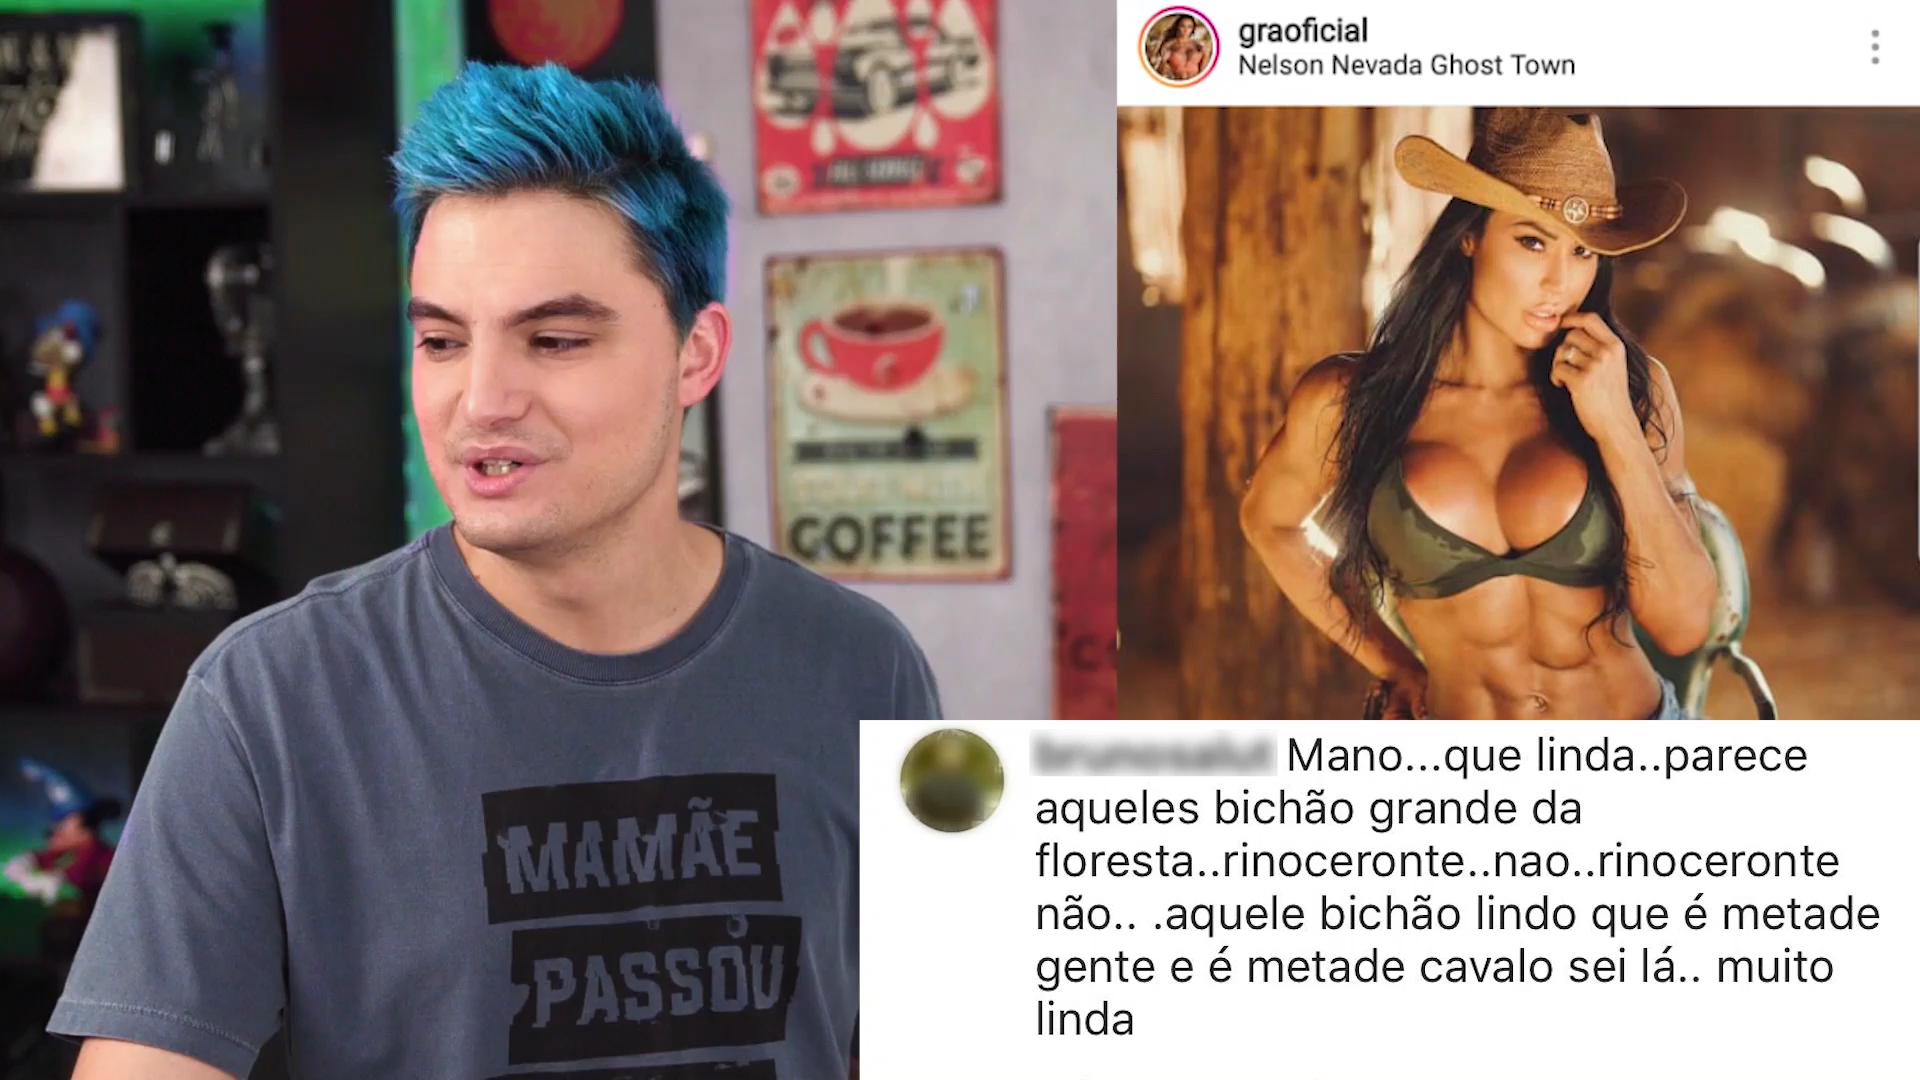 graoficial
Nelson Nevada Ghost Town
COFFEE
MAMÃE
PASSOU
Mano...que linda..parece
aqueles bichão grande da
floresta..rinoceronte..nao..rinoceronte
não.. .aquele bichão lindo que é metade
gente e é metade cavalo sei lá.. muito
linda